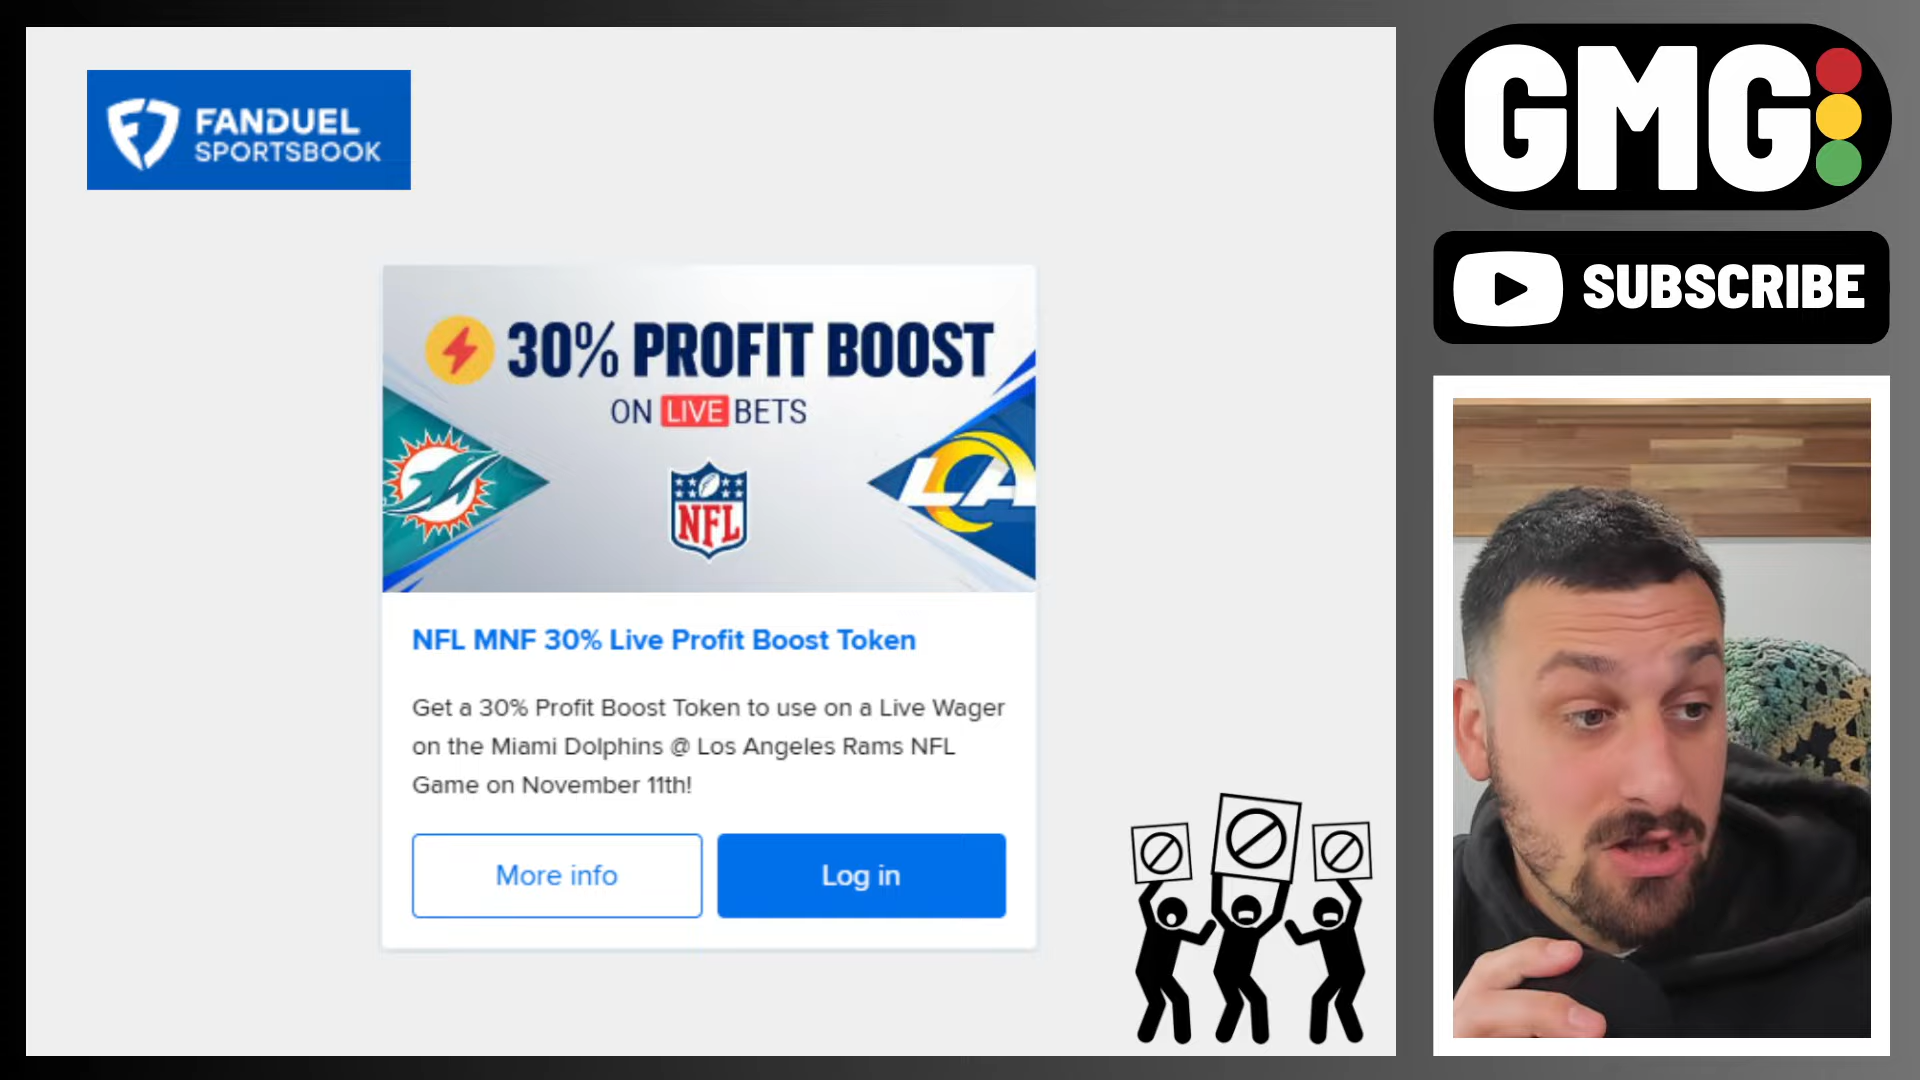 FANDUEL
SPORTSBOOK
30% PROFIT BOOST
ON LIVE BETS
NFL
LA
NFL MNF 30% Live Profit Boost Token
Get a 30% Profit Boost Token to use on a Live Wager
on the Miami Dolphins @ Los Angeles Rams NFL
Game on November 11th!
More info
Log in
GMG
SUBSCRIBE